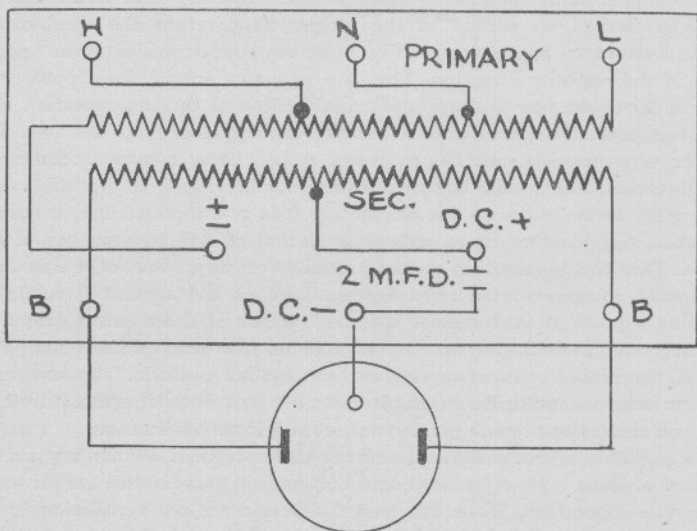 H N L
PRIMARY
SEC.
+
-
D.C. +
2 M.F.D.
B D.C. - B